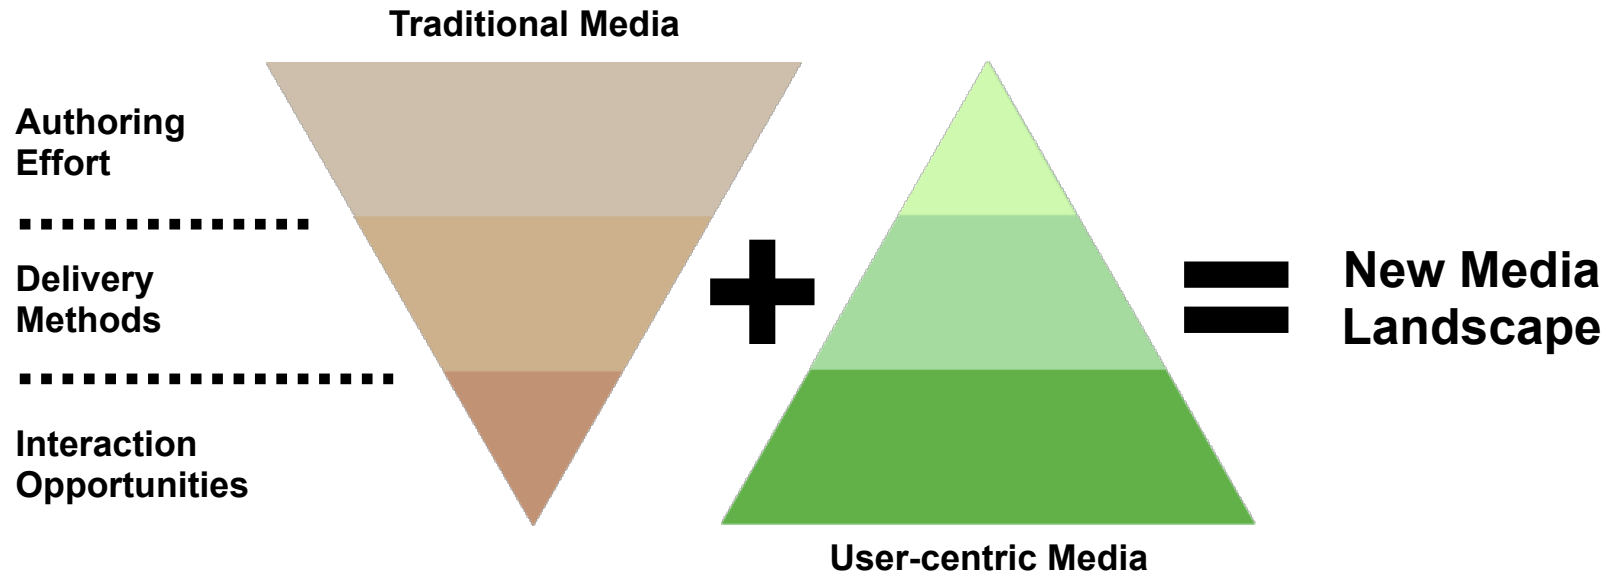 Traditional Media
Authoring
Effort
Delivery
Methods
Interaction
Opportunities
New Media
Landscape
User-centric Media